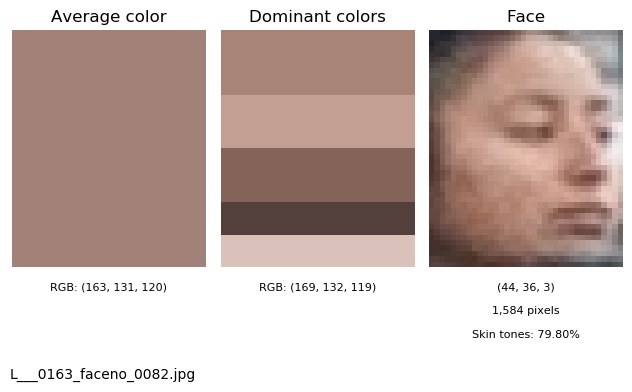 Average color
Dominant colors
Face
RGB: (163, 131, 120)
RGB: (169, 132, 119)
(44, 36, 3)
1,584 pixels
Skin tones: 79.80%
L___0163_faceno_0082.jpg